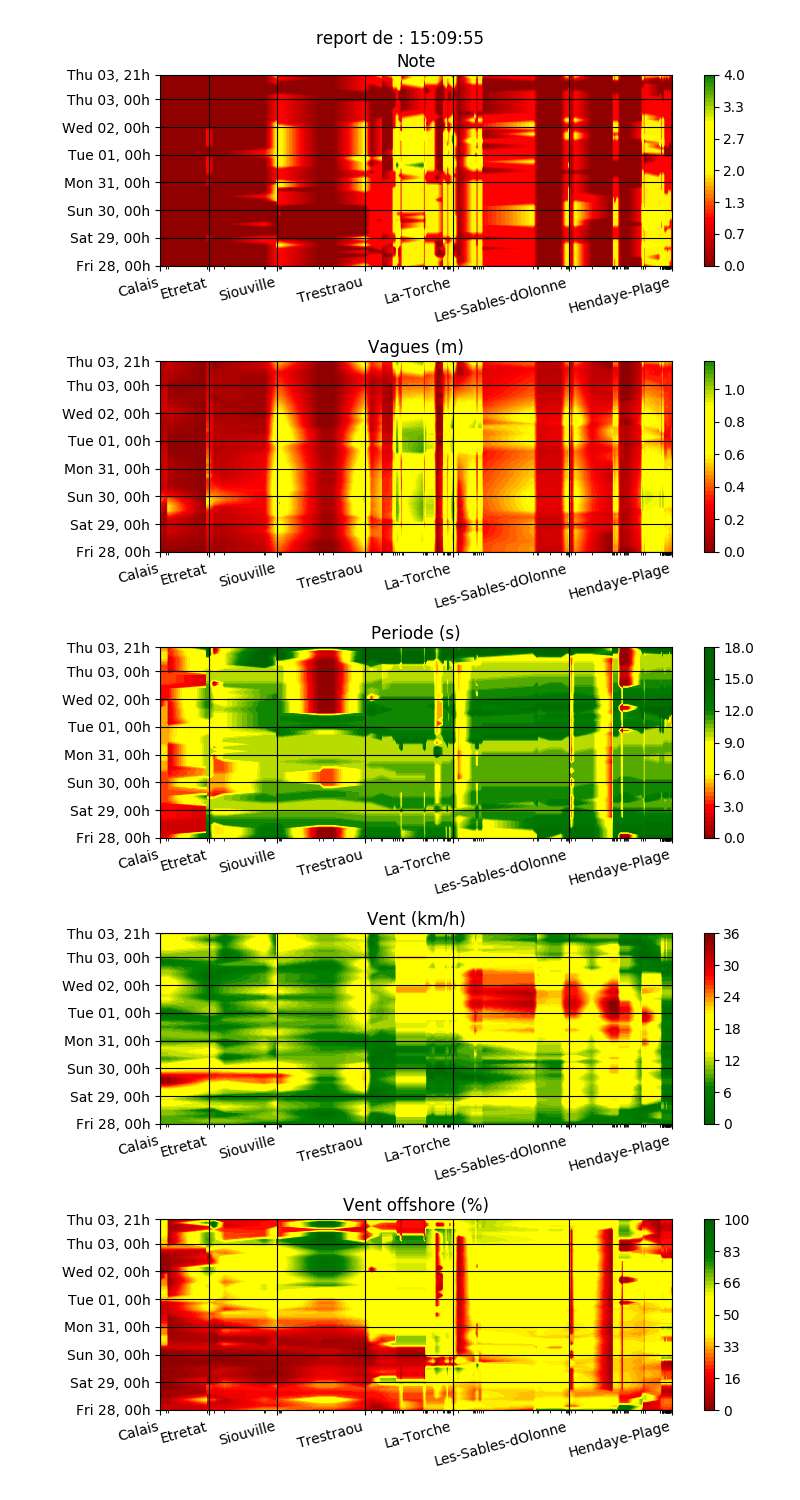 report de : 15:09:55
Note
Thu 03, 21h
Thu 03, 00h
Wed 02, 00h
Tue 01, 00h
Mon 31, 00h
Sun 30, 00h
Sat 29, 00h
Fri 28, 00h
Calais
Etretat
Siouville
Trestraou
La-Torche
Les-Sables-dOlonne
Hendaye-Plage
4.0
3.3
2.7
2.0
1.3
0.7
0.0
Vagues (m)
Thu 03, 21h
Thu 03, 00h
Wed 02, 00h
Tue 01, 00h
Mon 31, 00h
Sun 30, 00h
Sat 29, 00h
Fri 28, 00h
Calais
Etretat
Siouville
Trestraou
La-Torche
Les-Sables-dOlonne
Hendaye-Plage
1.0
0.8
0.6
0.4
0.2
0.0
Periode (s)
Thu 03, 21h
Thu 03, 00h
Wed 02, 00h
Tue 01, 00h
Mon 31, 00h
Sun 30, 00h
Sat 29, 00h
Fri 28, 00h
Calais
Etretat
Siouville
Trestraou
La-Torche
Les-Sables-dOlonne
Hendaye-Plage
18.0
15.0
12.0
9.0
6.0
3.0
0.0
Vent (km/h)
Thu 03, 21h
Thu 03, 00h
Wed 02, 00h
Tue 01, 00h
Mon 31, 00h
Sun 30, 00h
Sat 29, 00h
Fri 28, 00h
Calais
Etretat
Siouville
Trestraou
La-Torche
Les-Sables-dOlonne
Hendaye-Plage
36
30
24
18
12
6
0
Vent offshore (%)
Thu 03, 21h
Thu 03, 00h
Wed 02, 00h
Tue 01, 00h
Mon 31, 00h
Sun 30, 00h
Sat 29, 00h
Fri 28, 00h
Calais
Etretat
Siouville
Trestraou
La-Torche
Les-Sables-dOlonne
Hendaye-Plage
100
83
66
50
33
16
0